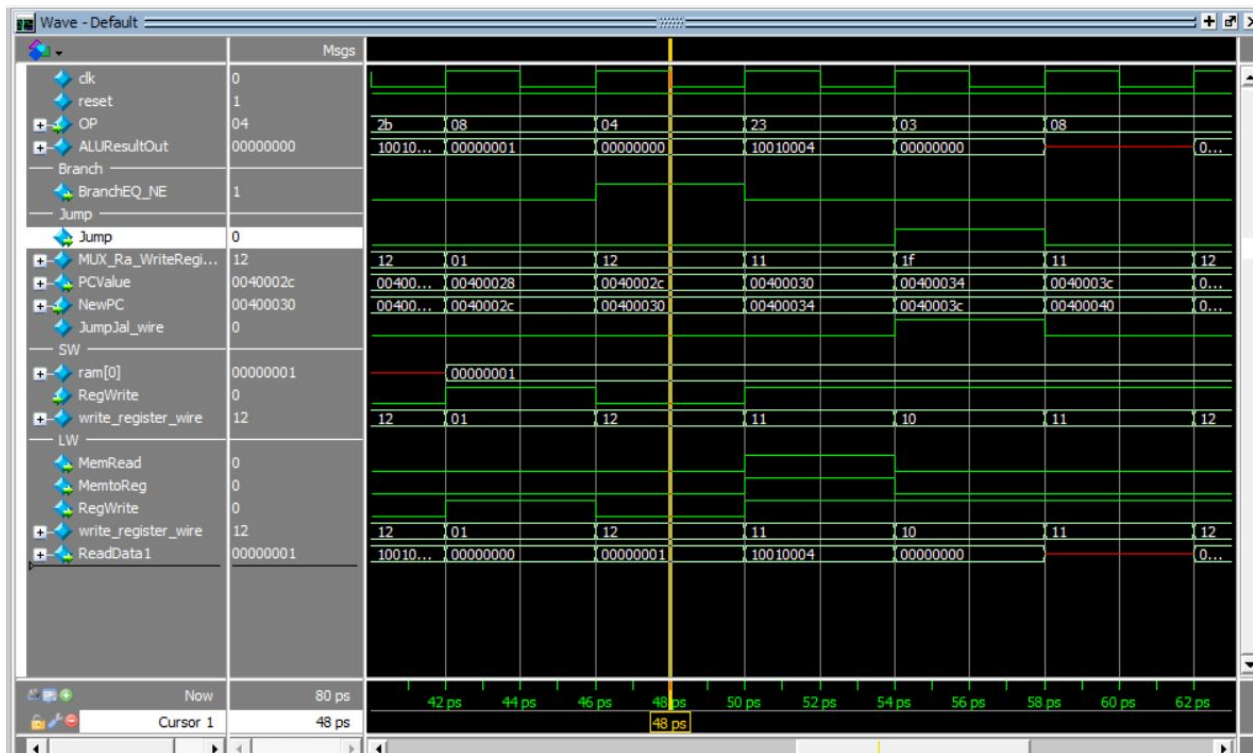 Wave - Default
Msgs
clk 0
reset 1
OP 04 2b 08 04 23 03 08
ALUResultOut 00000000 10010... 00000001 00000000 10010004 00000000 0...
Branch
BranchEQ_NE 1
Jump
Jump 0
MUX_Ra_WriteRegi... 12 12 01 12 11 1f 11 12
PCValue 0040002c 00400... 00400028 0040002c 00400030 00400034 0040003c 0...
NewPC 00400030 00400... 0040002c 00400030 00400034 0040003c 00400040 0...
JumpJal_wire 0
SW
ram[0] 00000001 00000001
RegWrite 0
write_register_wire 12 12 01 12 11 10 11 12
LW
MemRead 0
MemtoReg 0
RegWrite 0
write_register_wire 12 12 01 12 11 10 11 12
ReadData1 00000001 10010... 00000000 00000001 10010004 00000000 0...
Now 80 ps 42 ps 44 ps 46 ps 48 ps 50 ps 52 ps 54 ps 56 ps 58 ps 60 ps 62 ps
Cursor 1 48 ps 48 ps